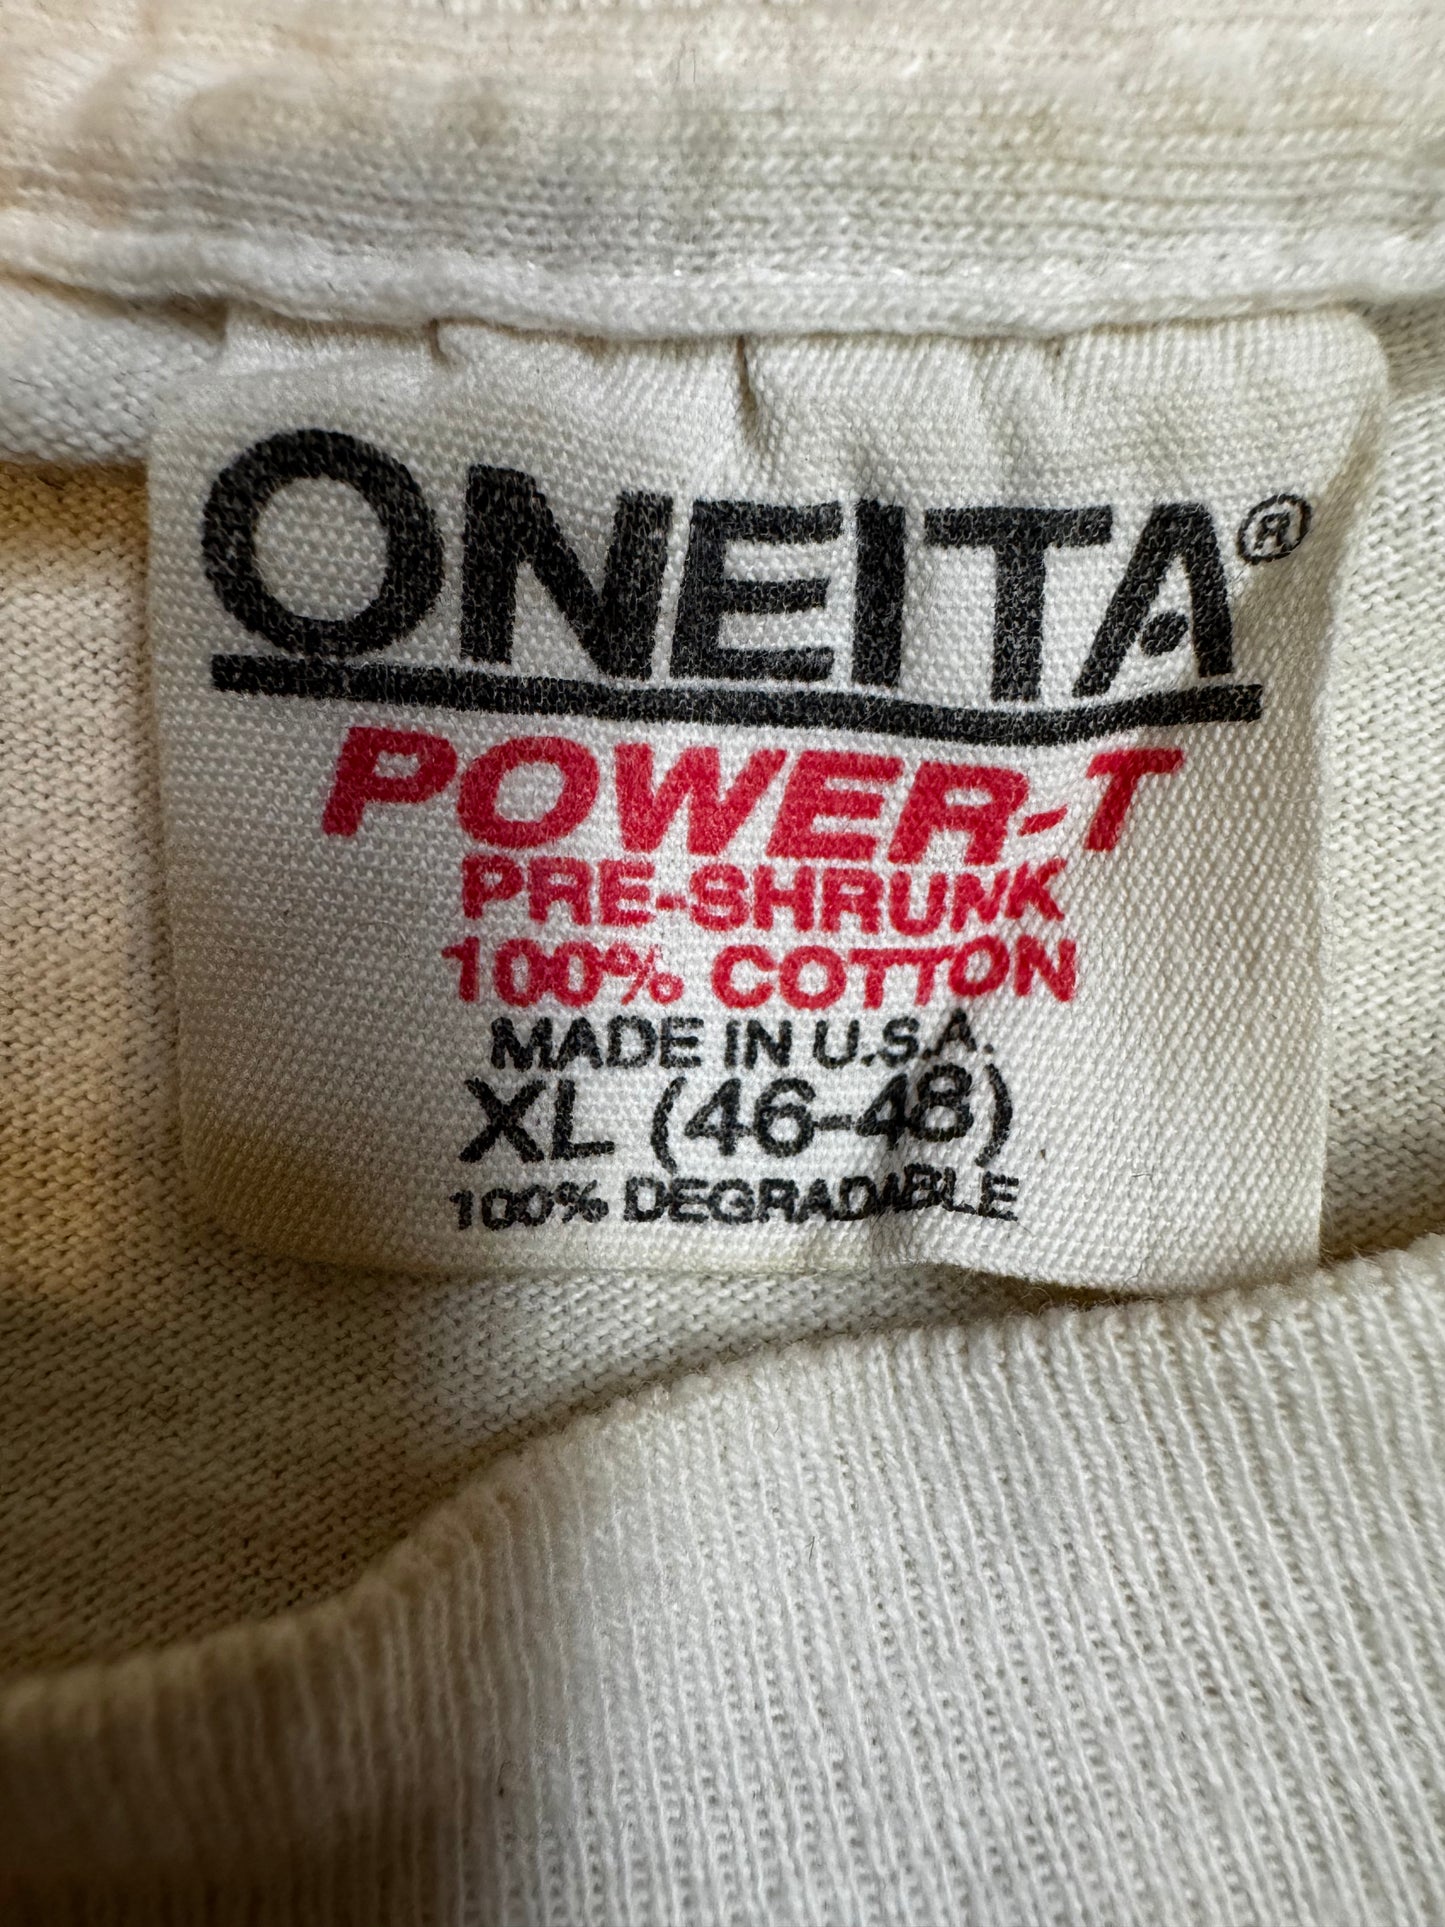 ONEITA®
POWER-T
PRE-SHRUNK
100% COTTON
MADE IN U.S.A.
XL (46-48)
100% DEGRADABLE